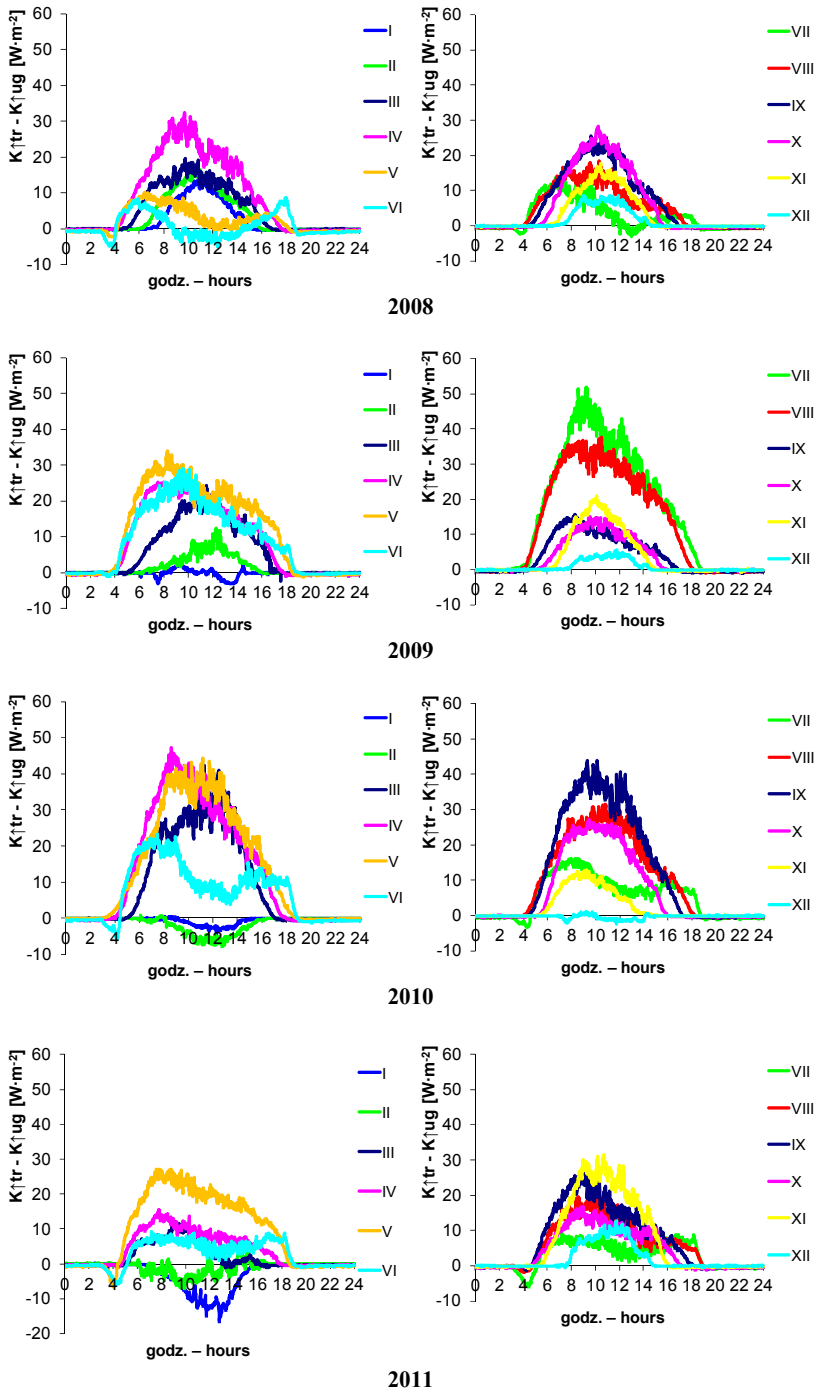 K↑tr - K↑ug [W·m-2]
60
50
40
30
20
10
0
-10
0 2 4 6 8 10 12 14 16 18 20 22 24
godz. – hours
I
II
III
IV
V
VI
K↑tr - K↑ug [W·m-2]
60
50
40
30
20
10
0
-10
0 2 4 6 8 10 12 14 16 18 20 22 24
godz. – hours
VII
VIII
IX
X
XI
XII
2008
K↑tr - K↑ug [W·m-2]
60
50
40
30
20
10
0
-10
0 2 4 6 8 10 12 14 16 18 20 22 24
godz. – hours
I
II
III
IV
V
VI
K↑tr - K↑ug [W·m-2]
60
50
40
30
20
10
0
-10
0 2 4 6 8 10 12 14 16 18 20 22 24
godz. – hours
VII
VIII
IX
X
XI
XII
2009
K↑tr - K↑ug [W·m-2]
60
50
40
30
20
10
0
-10
0 2 4 6 8 10 12 14 16 18 20 22 24
godz. – hours
I
II
III
IV
V
VI
K↑tr - K↑ug [W·m-2]
60
50
40
30
20
10
0
-10
0 2 4 6 8 10 12 14 16 18 20 22 24
godz. – hours
VII
VIII
IX
X
XI
XII
2010
K↑tr - K↑ug [W·m-2]
60
50
40
30
20
10
0
-10
-20
0 2 4 6 8 10 12 14 16 18 20 22 24
godz. – hours
I
II
III
IV
V
VI
K↑tr - K↑ug [W·m-2]
60
50
40
30
20
10
0
-10
0 2 4 6 8 10 12 14 16 18 20 22 24
godz. – hours
VII
VIII
IX
X
XI
XII
2011